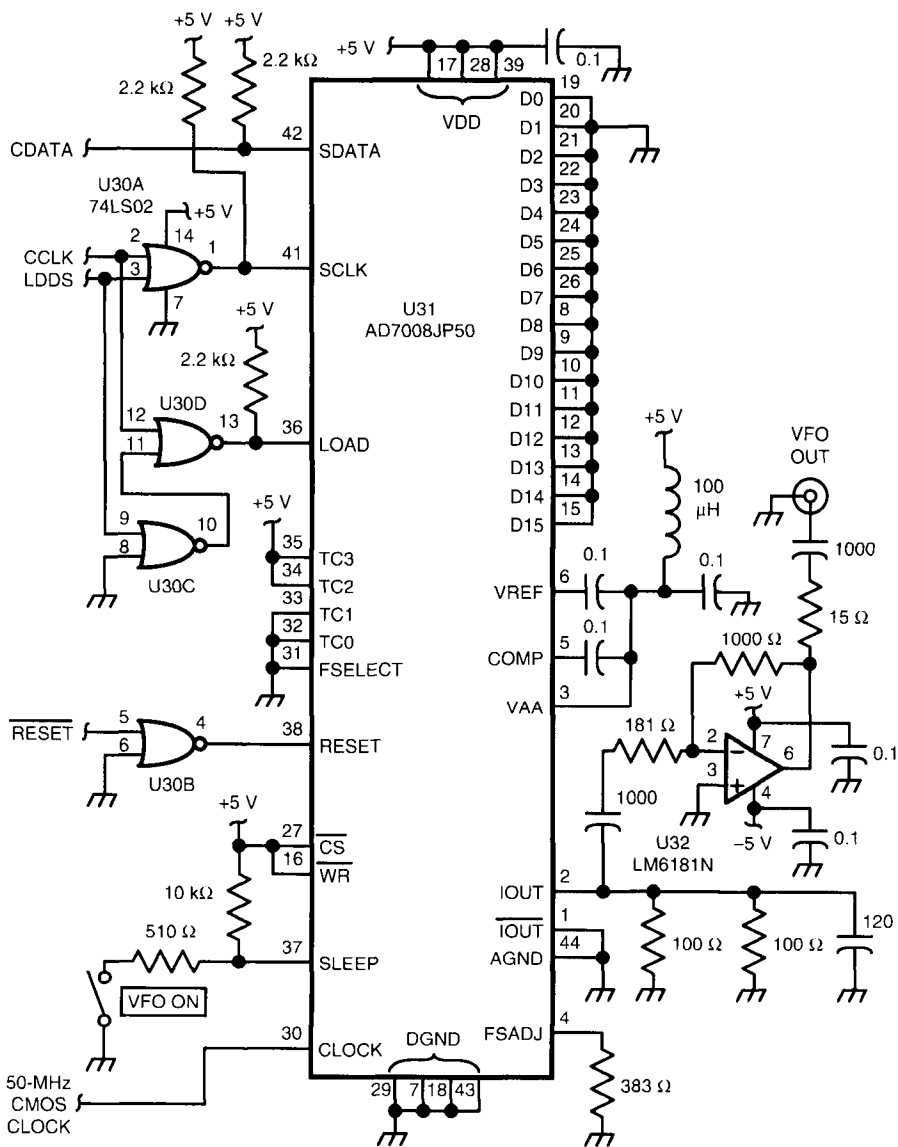 +5 V
+5 V
2.2 kΩ
2.2 kΩ
+5 V
17
28
39
0.1
VDD
CDATA
42
SDATA
U30A
74LS02
+5 V
14
CCLK
2
1
41
SCLK
LDDS
3
7
+5 V
2.2 kΩ
U30D
12
11
13
36
LOAD
9
8
10
U30C
+5 V
35
TC3
34
TC2
33
TC1
32
TC0
31
FSELECT
RESET
5
6
4
38
RESET
U30B
+5 V
27
CS
16
WR
10 kΩ
510 Ω
37
SLEEP
VFO ON
30
CLOCK
50-MHz
CMOS
CLOCK
U31
AD7008JP50
DGND
29
7
18
43
19
D0
20
D1
21
D2
22
D3
23
D4
24
D5
25
D6
26
D7
8
D8
9
D9
10
D10
11
D11
12
D12
13
D13
14
D14
15
D15
+5 V
100
μH
VFO
OUT
VREF
6
0.1
0.1
1000
15 Ω
COMP
5
0.1
1000 Ω
VAA
3
+5 V
181 Ω
2
−
7
6
3
+
4
0.1
1000
U32
LM6181N
−5 V
0.1
IOUT
2
IOUT
1
44
AGND
100 Ω
100 Ω
120
FSADJ
4
383 Ω